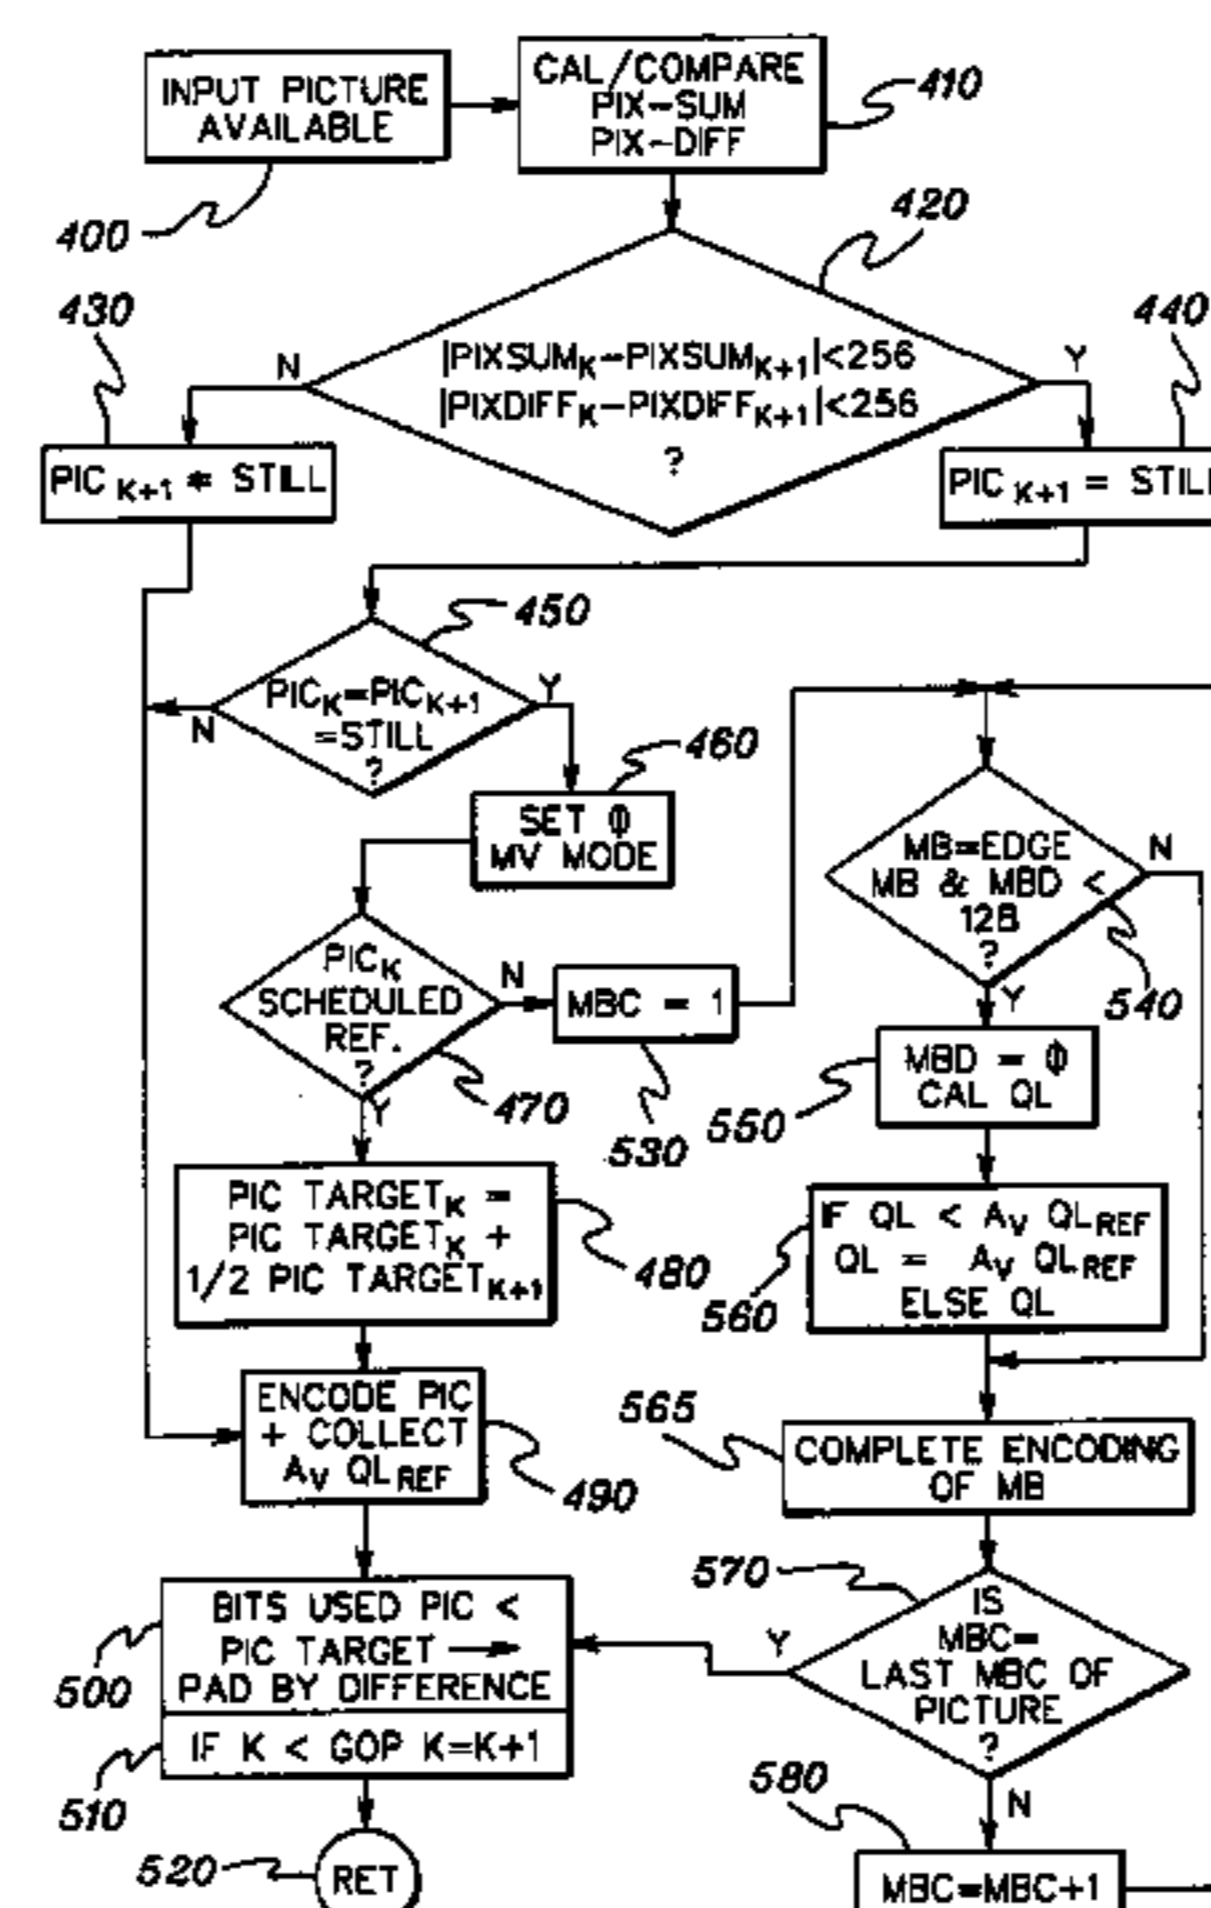 INPUT PICTURE
AVAILABLE
400
CAL/COMPARE
PIX-SUM
PIX-DIFF
410
420
|PIXSUMK-PIXSUMK+1|<256
|PIXDIFFK-PIXDIFFK+1|<256
?
N
Y
430
PIC K+1 ≠ STILL
440
PIC K+1 = STILL
450
PICK=PICK+1
=STILL
?
N
Y
460
SET Φ
MV MODE
PICK
SCHEDULED
REF.
?
N
Y
470
MBC = 1
530
PIC TARGETK =
PIC TARGETK +
1/2 PIC TARGETK+1
480
ENCODE PIC
+ COLLECT
AV QLREF
490
BITS USED PIC <
PIC TARGET →
PAD BY DIFFERENCE
500
IF K < GOP K=K+1
510
RET
520
MB=EDGE
MB & MBD <
128
?
N
Y
540
MBD = Φ
CAL QL
550
IF QL < AV QLREF
QL = AV QLREF
ELSE QL
560
565
COMPLETE ENCODING
OF MB
570
IS
MBC=
LAST MBC OF
PICTURE
?
Y
N
580
MBC=MBC+1